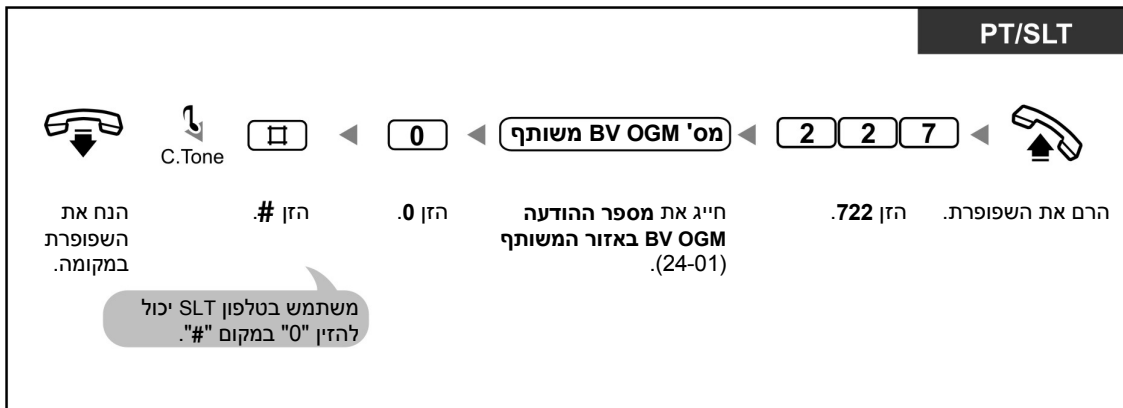 PT/SLT
7 2 2
מס' BV OGM משותף
0
#
C.Tone
הרם את השפופרת.
הזן 722.
חייג את מספר ההודעה
BV OGM באזור המשותף
(24-01).
הזן 0.
הזן #.
הנח את
השפופרת
במקומה.
משתמש בטלפון SLT יכול
להזין "0" במקום "#".